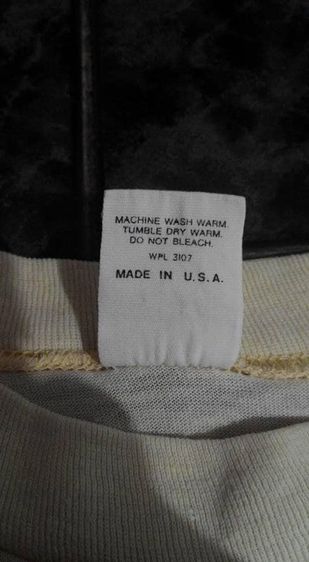 MACHINE WASH WARM.
TUMBLE DRY WARM.
DO NOT BLEACH.
WPL 3107
MADE IN U.S.A.